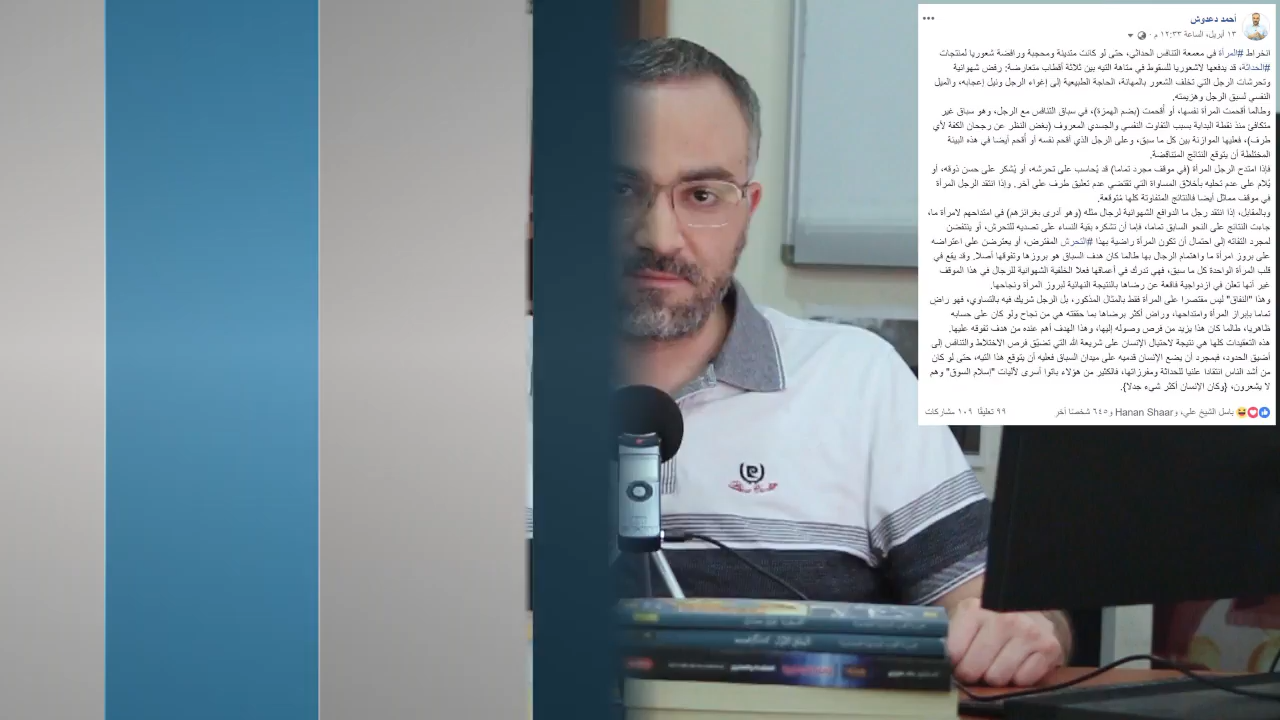 أحمد دعدوش
١٣ أبريل، الساعة ١٢:٣٣ م
انخراط #المرأة في معمعة التنافس الحداثي، حتى لو كانت متدينة ومحجبة ورافضة شعوريا لمنتجات
#الحداثة، قد يدفعها لاشعوريا للسقوط في متاهة التيه بين ثلاثة أقطاب متعارضة: رفض شهوانية
وتحرشات الرجل التي تخلف الشعور بالمهانة، الحاجة الطبيعية إلى إغواء الرجل ونيل إعجابه، والميل
النفسي لسبق الرجل وهزيمته.
وطالما أقحمت المرأة نفسها، أو أُقحمت (بضم الهمزة)، في سباق التنافس مع الرجل، وهو سباق غير
متكافئ منذ نقطة البداية بسبب التفاوت النفسي والجسدي المعروف (بغض النظر عن رجحان الكفة لأي
طرف)، فعليها الموازنة بين كل ما سبق، وعلى الرجل الذي أقحم نفسه أو أُقحم أيضا في هذه البيئة
المختلطة أن يتوقع النتائج المتناقضة.
فإذا امتدح الرجل المرأة (في موقف مجرد تماما) قد يُحاسب على تحرشه، أو يُشكر على حسن ذوقه، أو
يُلام على عدم تحليه بأخلاق المساواة التي تقتضي عدم تعليق طرف على آخر. وإذا انتقد الرجل المرأة
في موقف مماثل أيضا فالنتائج المتفاوتة كلها مُتوقعة.
وبالمقابل، إذا انتقد رجل ما الدوافع الشهوانية لرجال مثله (وهو أدرى بغرائزهم) في امتداحهم لامرأة ما،
جاءت النتائج على النحو السابق تماما، فإما أن تشكره بقية النساء على تصديه للتحرش، أو ينتفضن
لمجرد التفاته إلى احتمال أن تكون المرأة راضية بهذا #التحرش المفترض، أو يعترضن على اعتراضه
على بروز امرأة ما واهتمام الرجال بها طالما كان هدف السباق هو بروزها وتفوقها أصلا. وقد يقع في
قلب المرأة الواحدة كل ما سبق، فهي تدرك في أعماقها فعلا الخلفية الشهوانية للرجال في هذا الموقف
غير أنها تعلن في ازدواجية فاقعة عن رضاها بالنتيجة النهائية لبروز المرأة ونجاحها.
وهذا "النفاق" ليس مقتصرا على المرأة فقط بالمثال المذكور، بل الرجل شريك فيه بالتساوي، فهو راض
تماما بإبراز المرأة وامتداحها، وراض أكثر برضاها بما حققته هي من نجاح ولو كان على حسابه
ظاهريا، طالما كان هذا يزيد من فرص وصوله إليها، وهذا الهدف أهم عنده من هدف تفوقه عليها.
هذه التعقيدات كلها هي نتيجة لاحتيال الإنسان على شريعة الله التي تضيّق فرص الاختلاط والتنافس إلى
أضيق الحدود، فبمجرد أن يضع الإنسان قدميه على ميدان السباق فعليه أن يتوقع هذا التيه، حتى لو كان
من أشد الناس انتقادا علنيا للحداثة ومفرزاتها، فالكثير من هؤلاء باتوا أسرى لآليات "إسلام السوق" وهم
لا يشعرون، {وكان الإنسان أكثر شيء جدلا}.
باسل الشيخ علي، وHanan Shaar و٦٤٥ شخصًا آخر
٩٩ تعليقًا ١٠٩ مشاركات